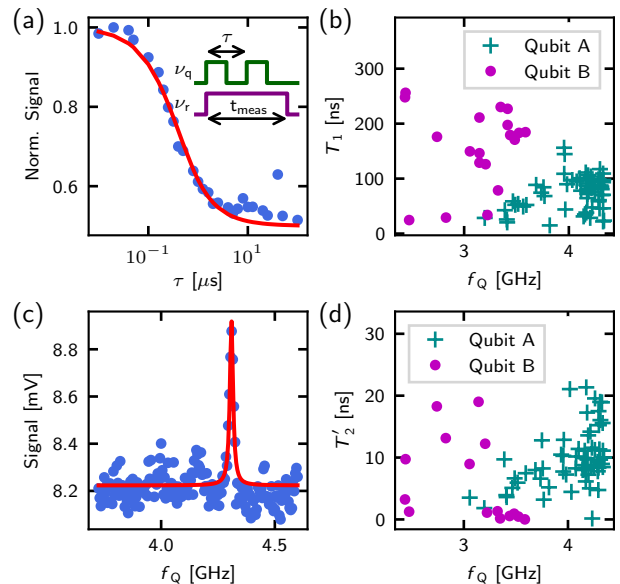 (a)
1.0
0.8
0.6
Norm. Signal
τ
ν_q
ν_r
t_meas
10^−1
10^1
τ [μs]
(b)
Qubit A
Qubit B
300
200
100
0
T_1 [ns]
3
4
f_Q [GHz]
(c)
8.8
8.6
8.4
8.2
Signal [mV]
4.0
4.5
f_Q [GHz]
(d)
Qubit A
Qubit B
30
20
10
0
T′_2 [ns]
3
4
f_Q [GHz]